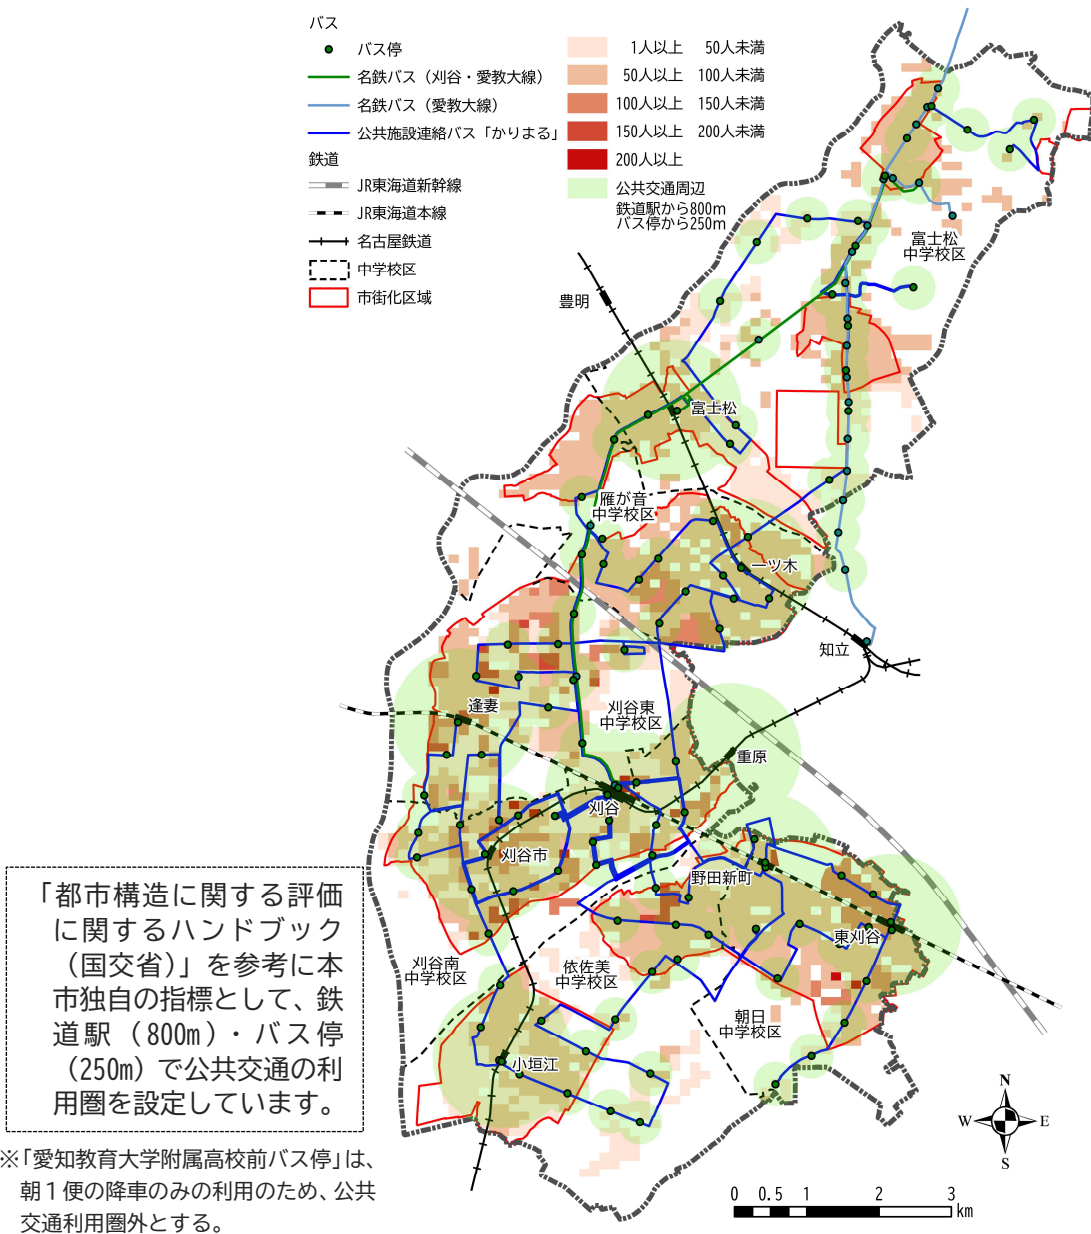 バス
バス停
名鉄バス（刈谷・愛教大線）
名鉄バス（愛教大線）
公共施設連絡バス「かりまる」
鉄道
JR東海道新幹線
JR東海道本線
名古屋鉄道
中学校区
市街化区域
1人以上 50人未満
50人以上 100人未満
100人以上 150人未満
150人以上 200人未満
200人以上
公共交通周辺
鉄道駅から800m
バス停から250m
富士松
中学校区
豊明
富士松
雁が音
中学校区
一ツ木
知立
逢妻
刈谷東
中学校区
重原
刈谷
刈谷市
野田新町
東刈谷
刈谷南
中学校区
依佐美
中学校区
朝日
中学校区
小垣江
「都市構造に関する評価
に関するハンドブック
（国交省）」を参考に本
市独自の指標として、鉄
道駅（800m）・バス停
（250m）で公共交通の利
用圏を設定しています。
※「愛知教育大学附属高校前バス停」は、
朝１便の降車のみの利用のため、公共
交通利用圏外とする。
N
W E
S
0 0.5 1 2 3
km